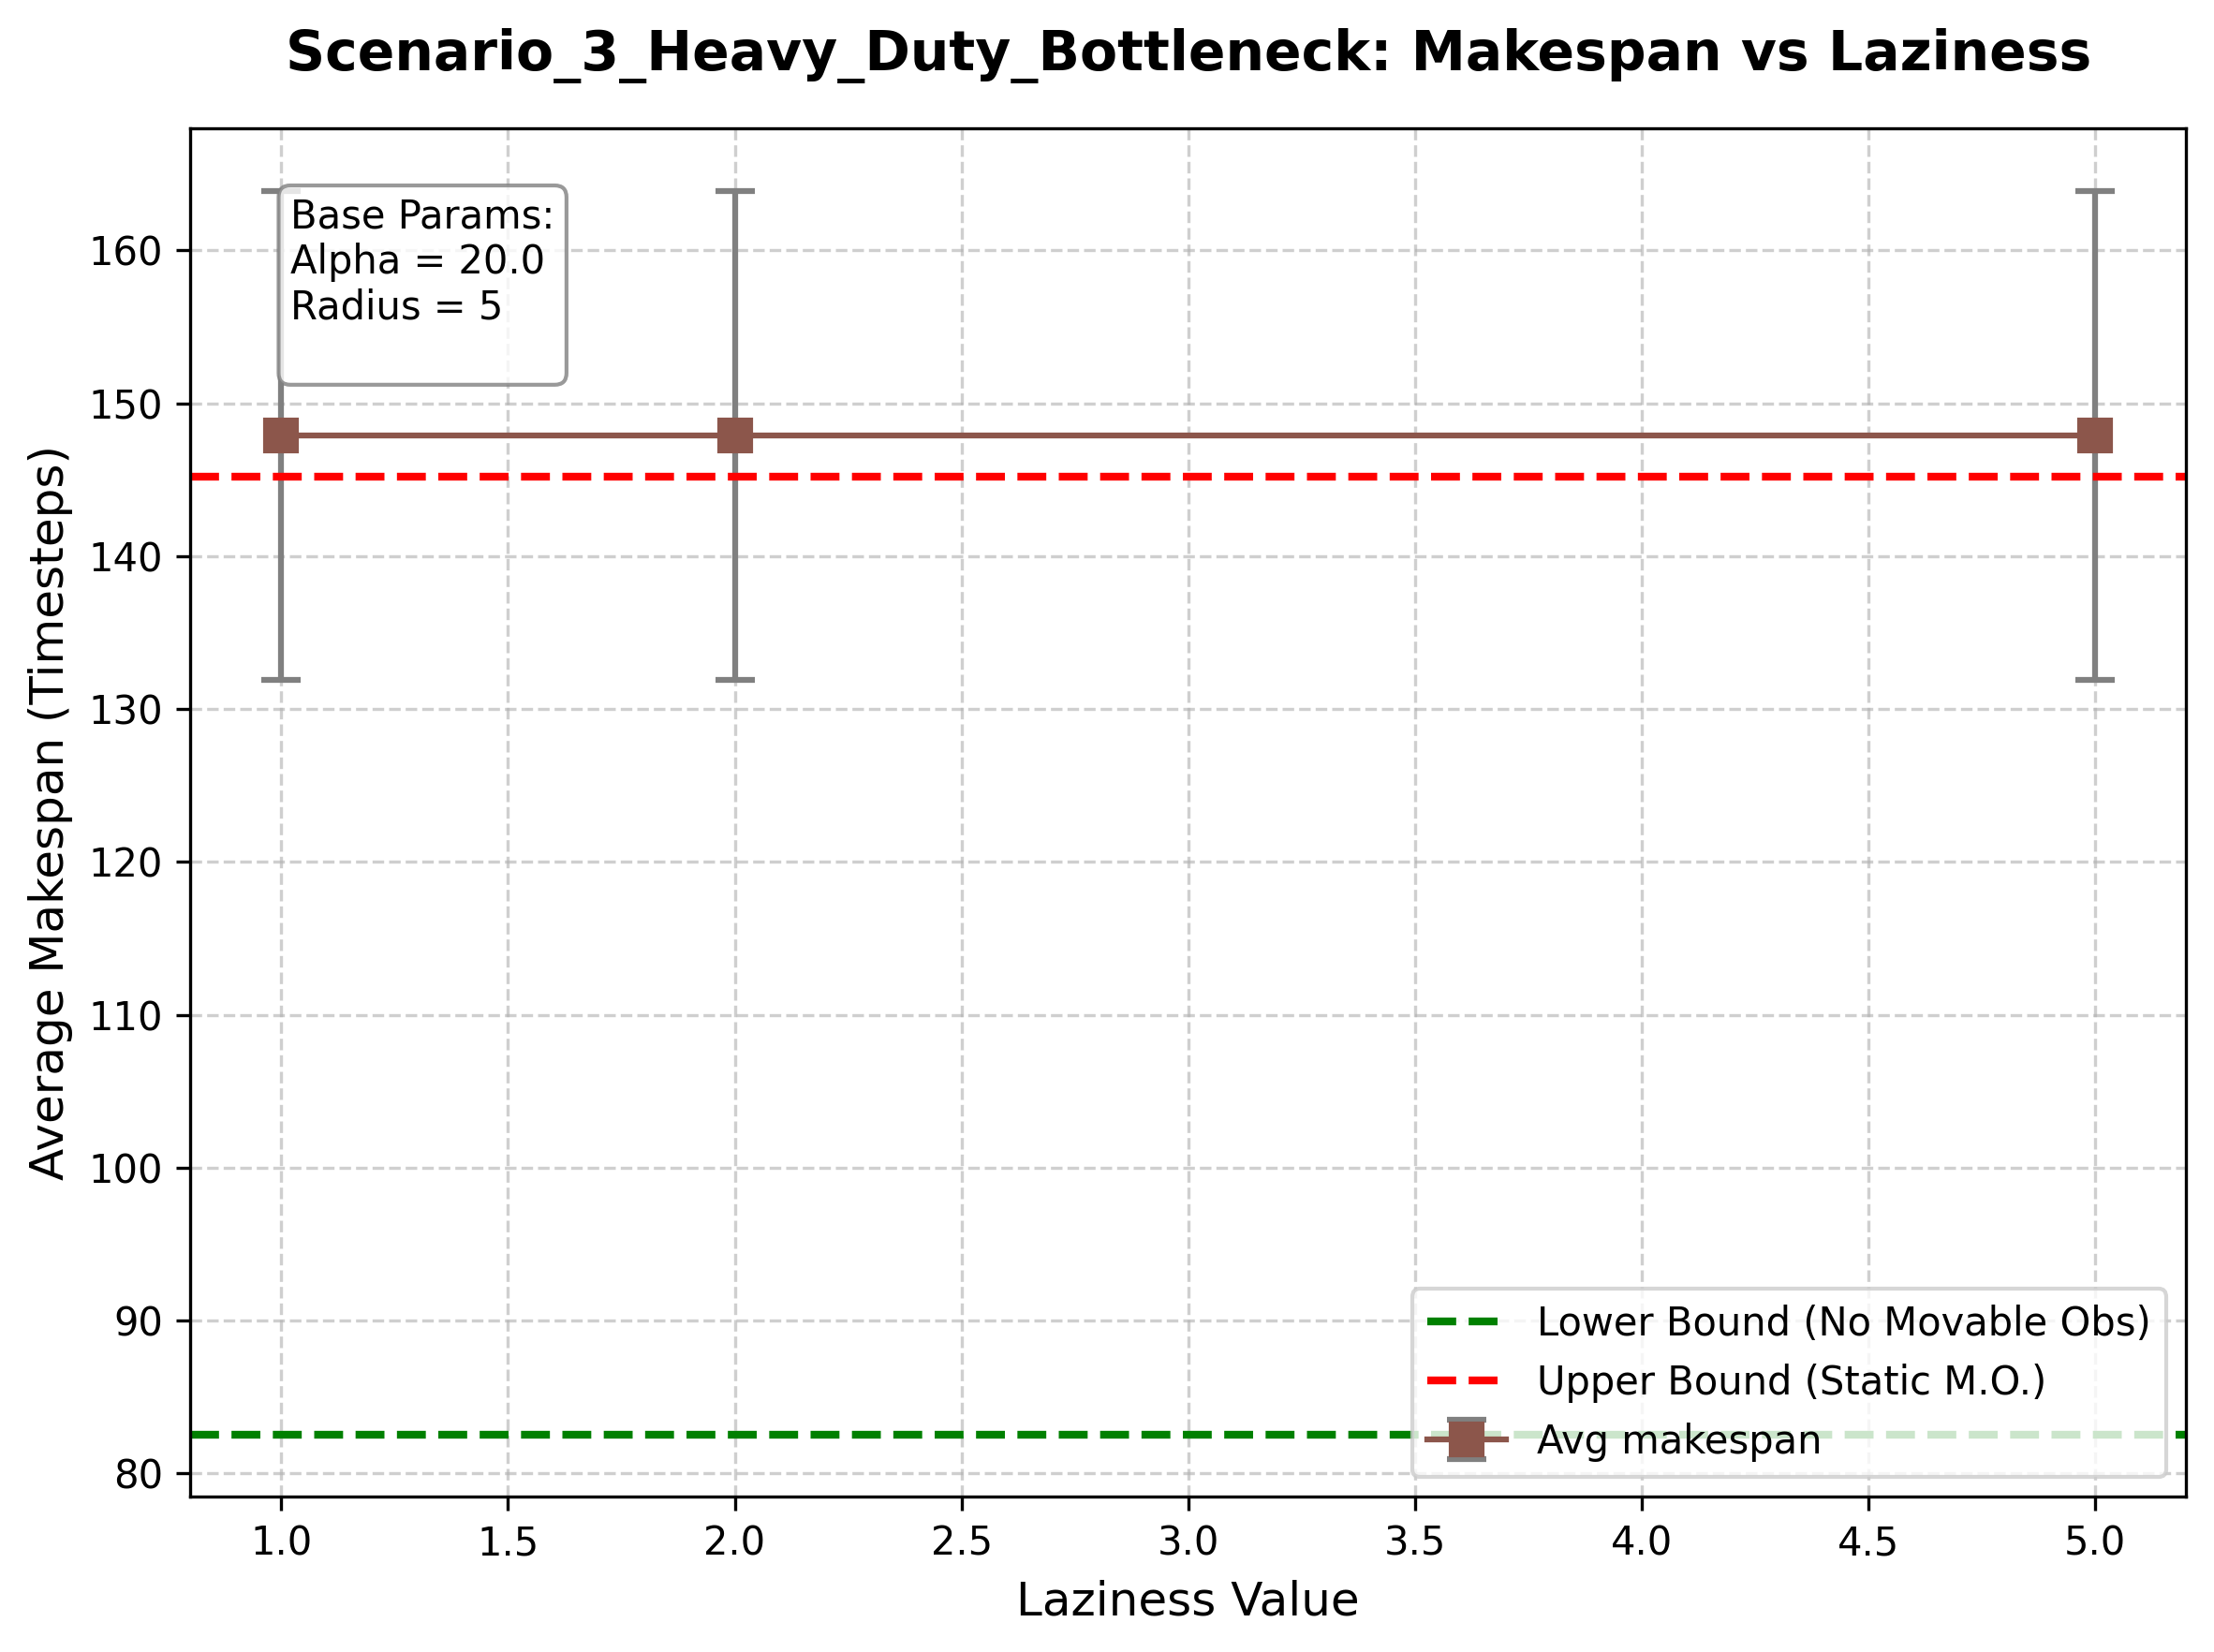 Scenario_3_Heavy_Duty_Bottleneck: Makespan vs Laziness
Base Params:
Alpha = 20.0
Radius = 5
Average Makespan (Timesteps)
160
150
140
130
120
110
100
90
80
Lower Bound (No Movable Obs)
Upper Bound (Static M.O.)
Avg makespan
1.0 1.5 2.0 2.5 3.0 3.5 4.0 4.5 5.0
Laziness Value